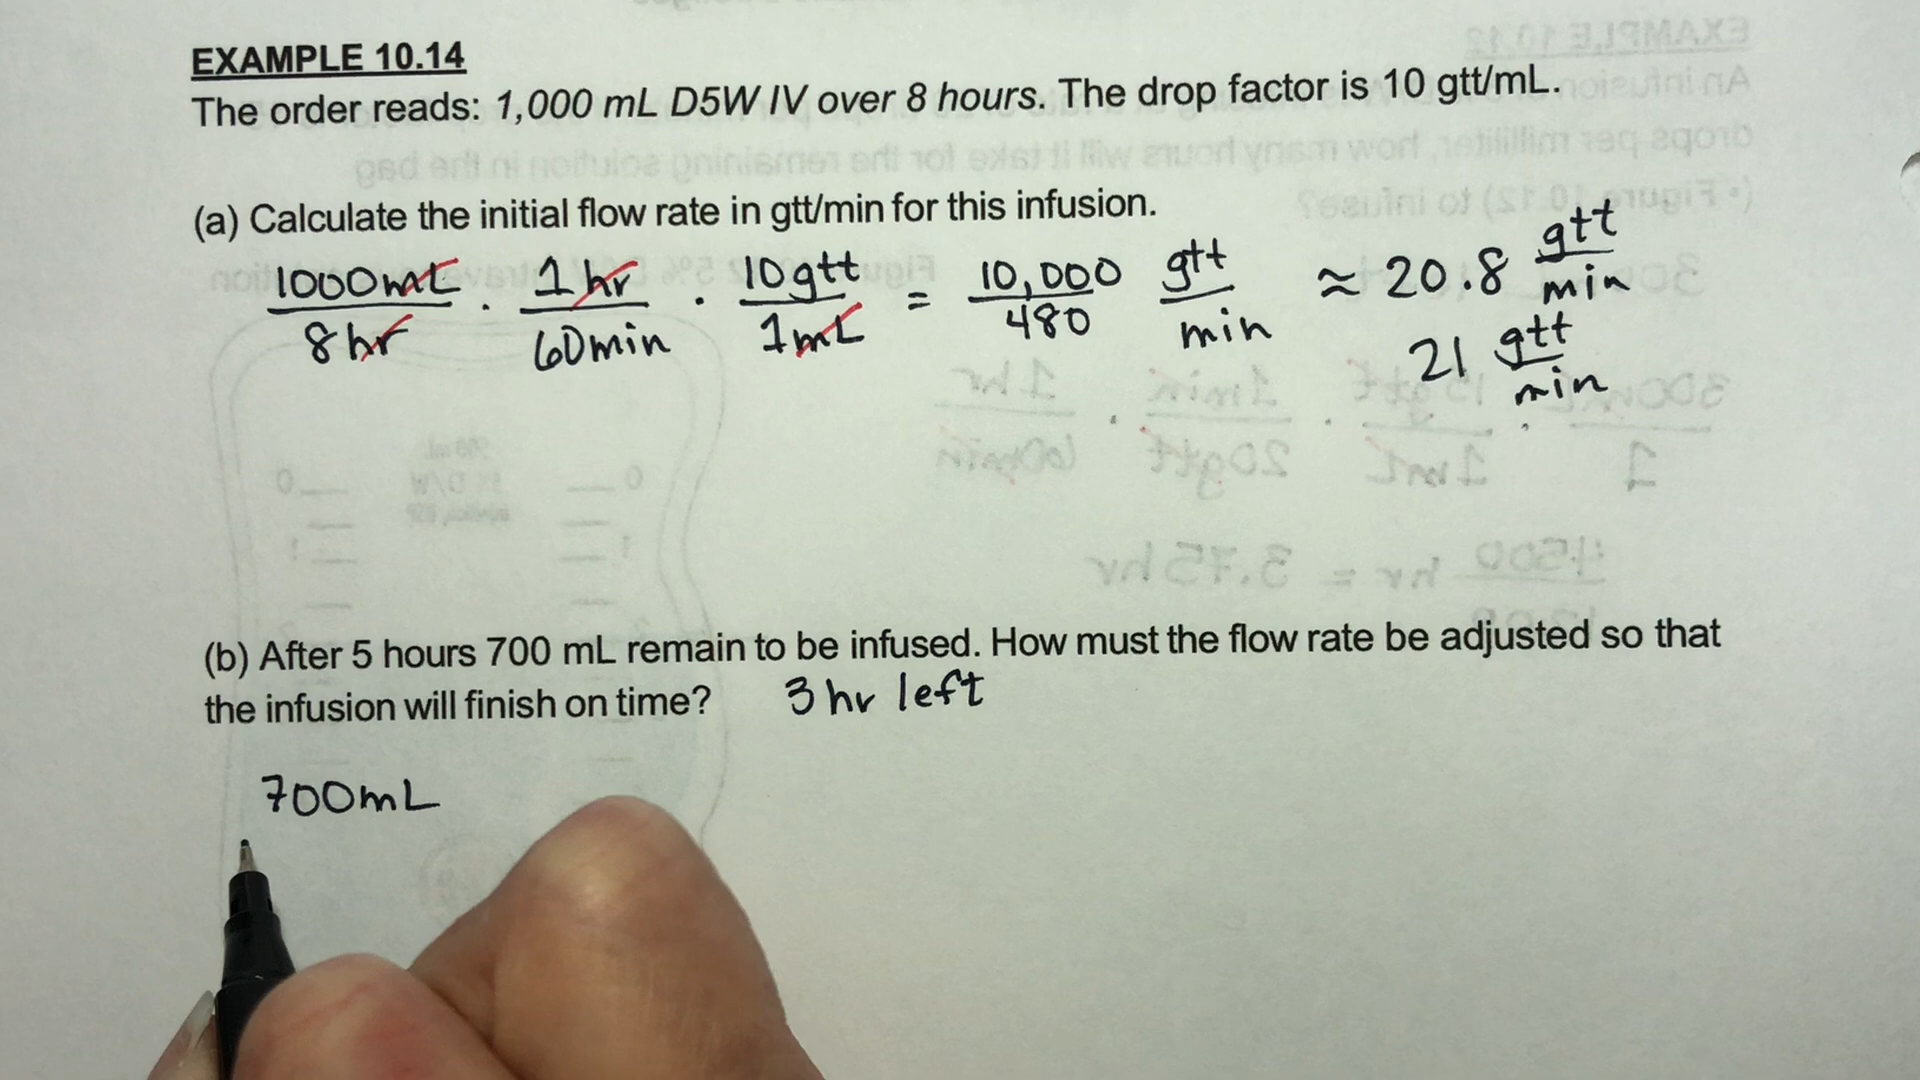 EXAMPLE 10.14
The order reads: 1,000 mL D5W IV over 8 hours. The drop factor is 10 gtt/mL.
(a) Calculate the initial flow rate in gtt/min for this infusion.
1000mL/8hr · 1hr/60min · 10gtt/1mL = 10,000/480 gtt/min ≈ 20.8 gtt/min
21 gtt/min
(b) After 5 hours 700 mL remain to be infused. How must the flow rate be adjusted so that
the infusion will finish on time? 3hr left
700mL